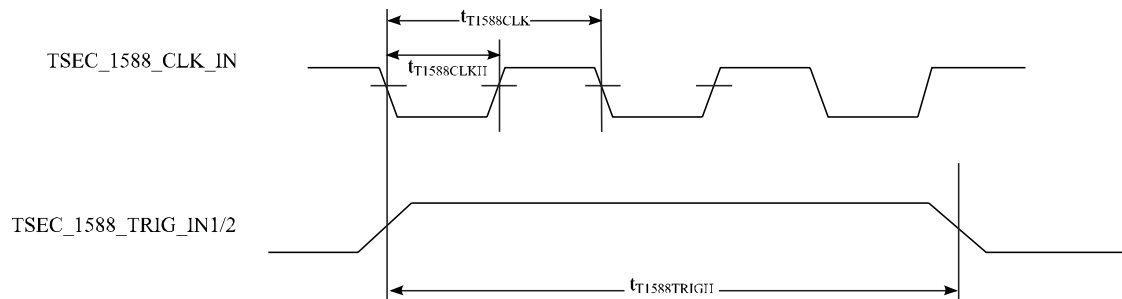 tT1588CLK
TSEC_1588_CLK_IN
tT1588CLKH
TSEC_1588_TRIG_IN1/2
tT1588TRIGH